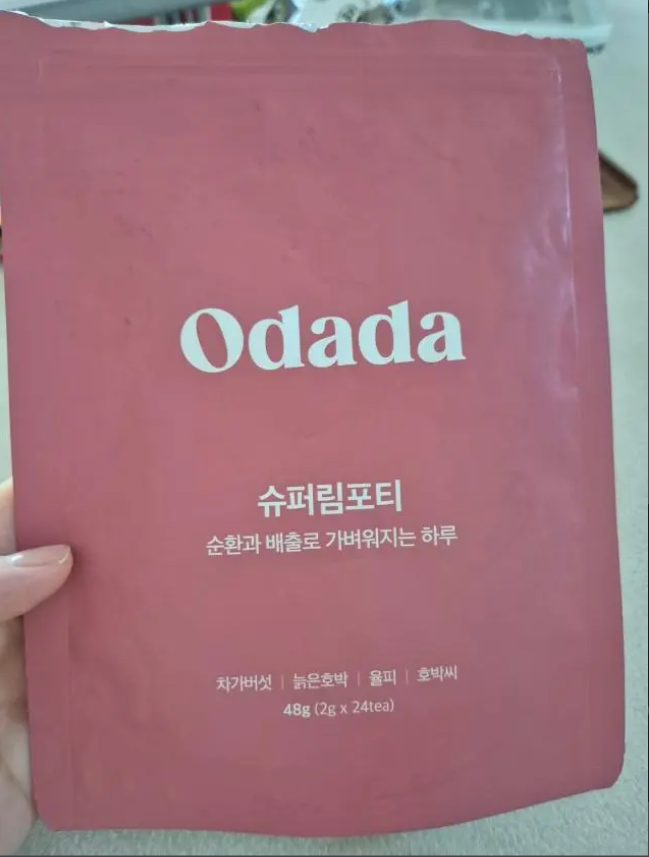 Odada
슈퍼림포티
순환과 배출로 가벼워지는 하루
차가버섯 | 늙은호박 | 율피 | 호박씨
48g (2g x 24tea)